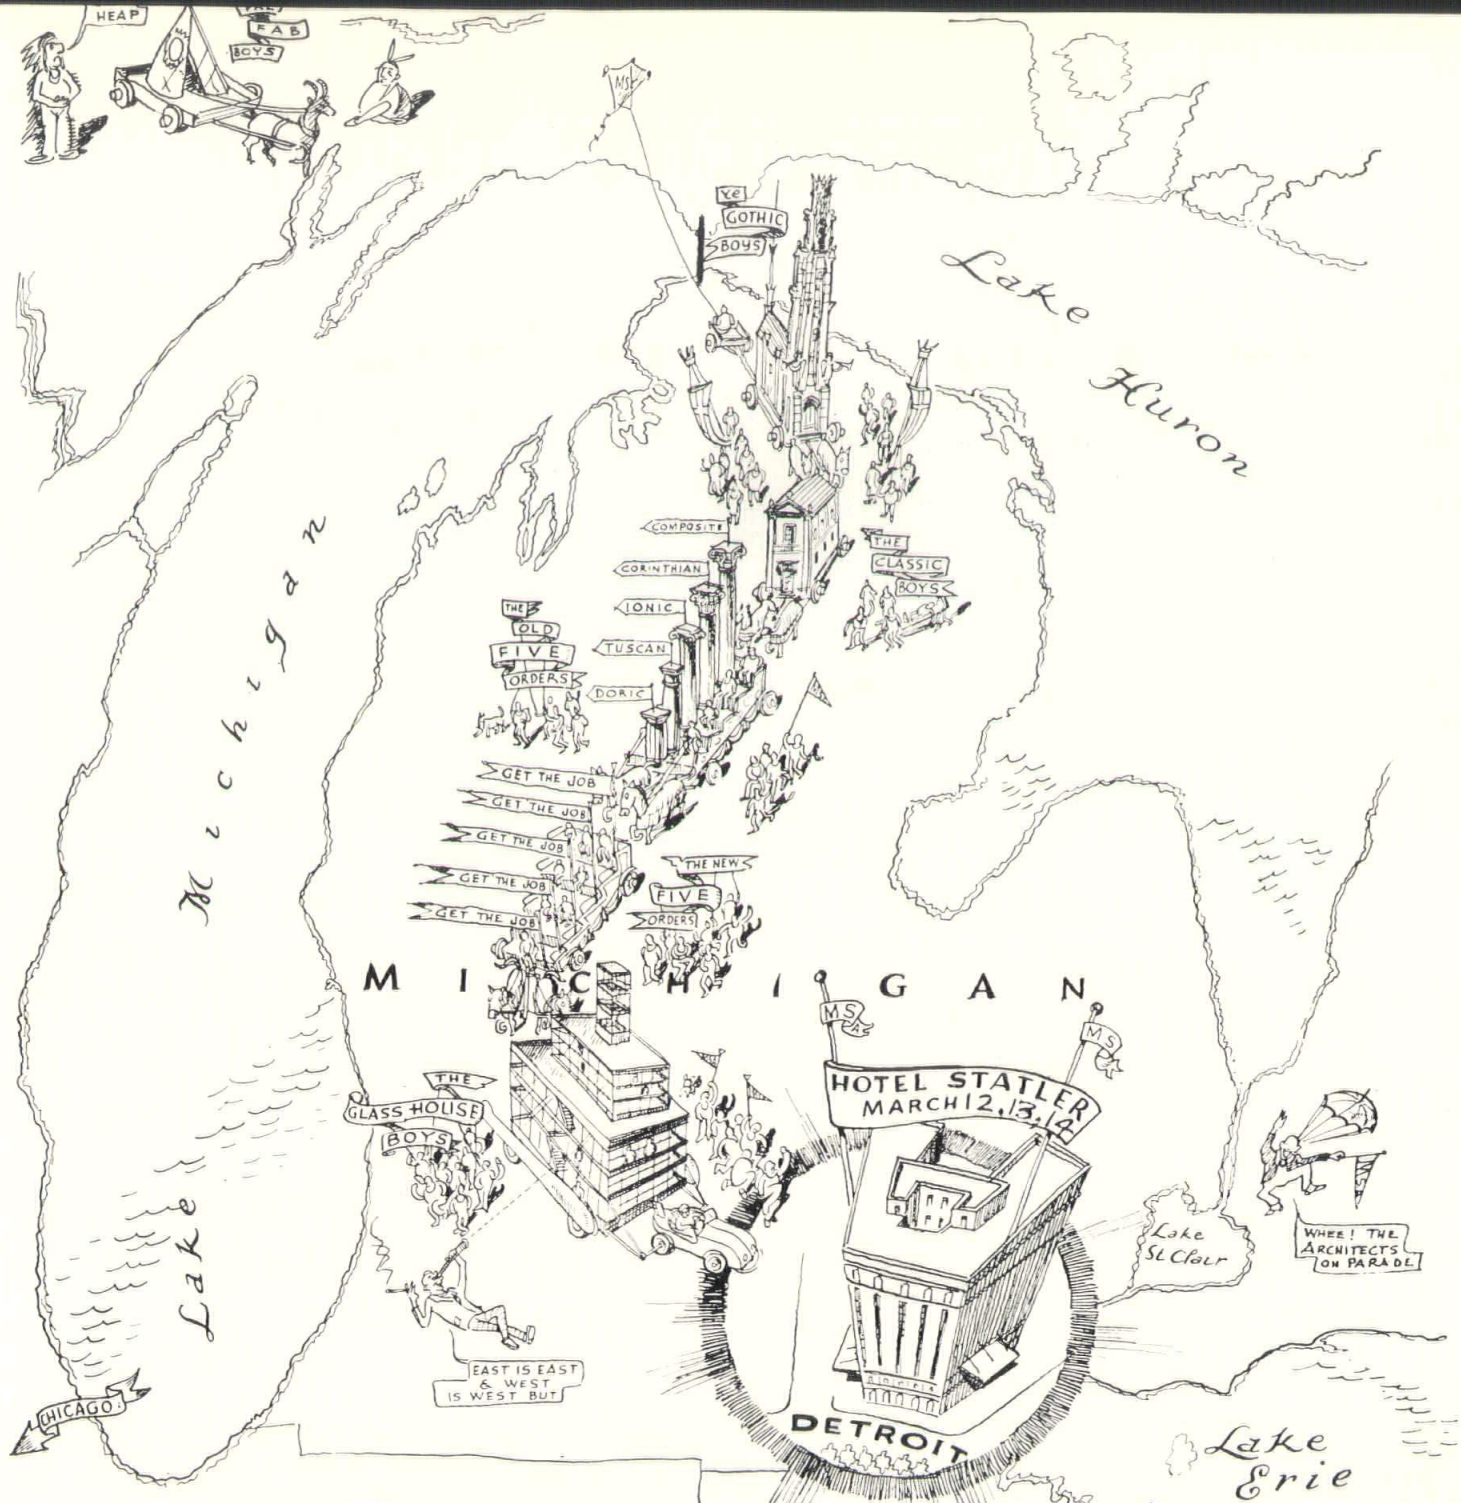 HEAP
FAB
BOYS
MSA
Ye
GOTHIC
BOYS
Lake Huron
COMPOSITE
CORINTHIAN
IONIC
TUSCAN
DORIC
THE
CLASSIC
BOYS
THE
OLD
FIVE
ORDERS
GET THE JOB
GET THE JOB
GET THE JOB
GET THE JOB
GET THE JOB
THE NEW
FIVE
ORDERS
Lake Michigan
MICHIGAN
MSA
MS
HOTEL STATLER
MARCH 12, 13, 14
THE
GLASS HOUSE
BOYS
Lake
St Clair
WHEE! THE
ARCHITECTS
ON PARADE
EAST IS EAST
& WEST
IS WEST BUT
CHICAGO
DETROIT
Lake
Erie